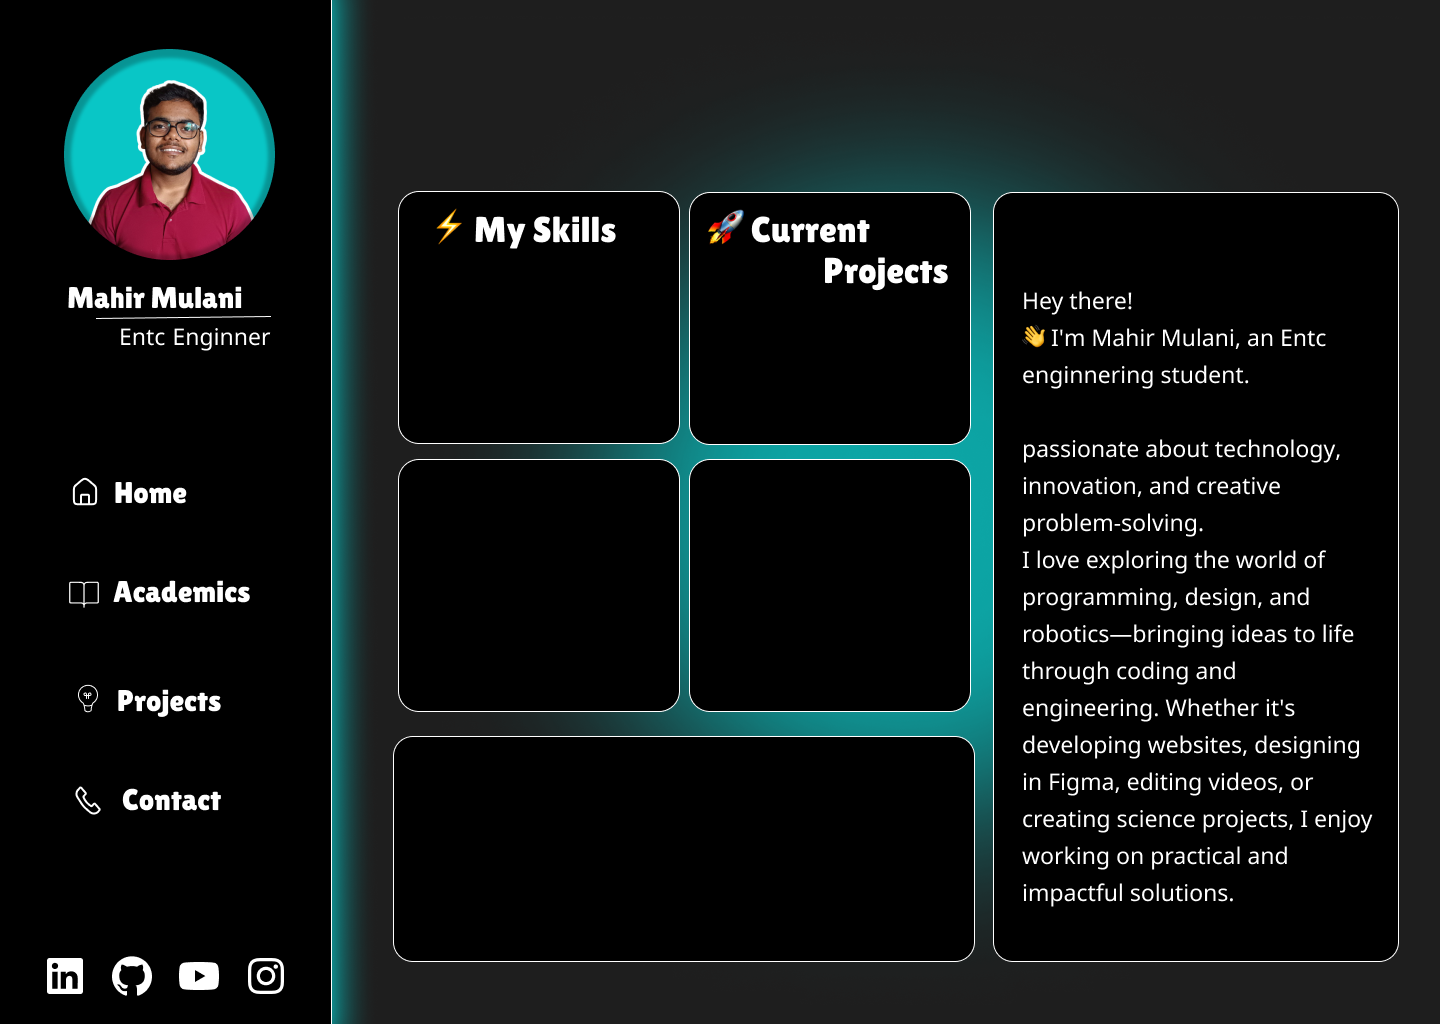 Mahir Mulani
Entc Enginner
Home
Academics
Projects
Contact
⚡ My Skills
🚀 Current
Projects
Hey there!
👋 I'm Mahir Mulani, an Entc
enginnering student.
passionate about technology,
innovation, and creative
problem-solving.
I love exploring the world of
programming, design, and
robotics—bringing ideas to life
through coding and
engineering. Whether it's
developing websites, designing
in Figma, editing videos, or
creating science projects, I enjoy
working on practical and
impactful solutions.
in